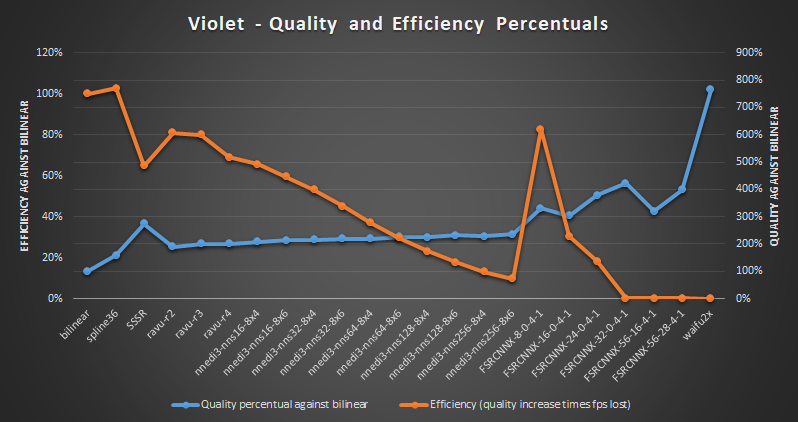 Violet - Quality and Efficiency Percentuals
EFFICIENCY AGAINST BILINEAR
120%
100%
80%
60%
40%
20%
0%
900%
800%
700%
600%
500%
400%
300%
200%
100%
0%
QUALITY AGAINST BILINEAR
bilinear
spline36
SSSR
ravu-r2
ravu-r3
ravu-r4
nnedi3-nns16-8x4
nnedi3-nns16-8x6
nnedi3-nns32-8x4
nnedi3-nns32-8x6
nnedi3-nns64-8x4
nnedi3-nns64-8x6
nnedi3-nns128-8x4
nnedi3-nns128-8x6
nnedi3-nns256-8x4
nnedi3-nns256-8x6
FSRCNNX-8-0-4-1
FSRCNNX-16-0-4-1
FSRCNNX-24-0-4-1
FSRCNNX-32-0-4-1
FSRCNNX-56-16-4-1
FSRCNNX-56-28-4-1
waifu2x
Quality percentual against bilinear
Efficiency (quality increase times fps lost)